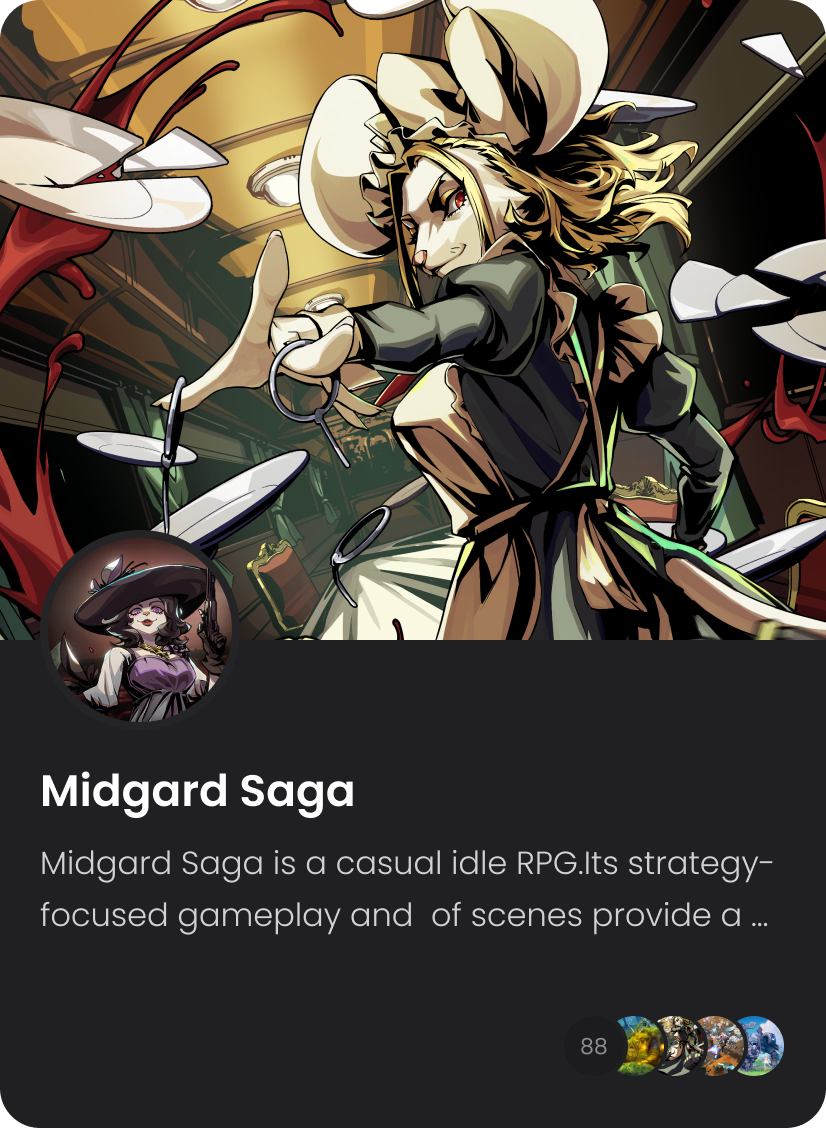 Midgard Saga
Midgard Saga is a casual idle RPG.Its strategy-
focused gameplay and  of scenes provide a ...
88